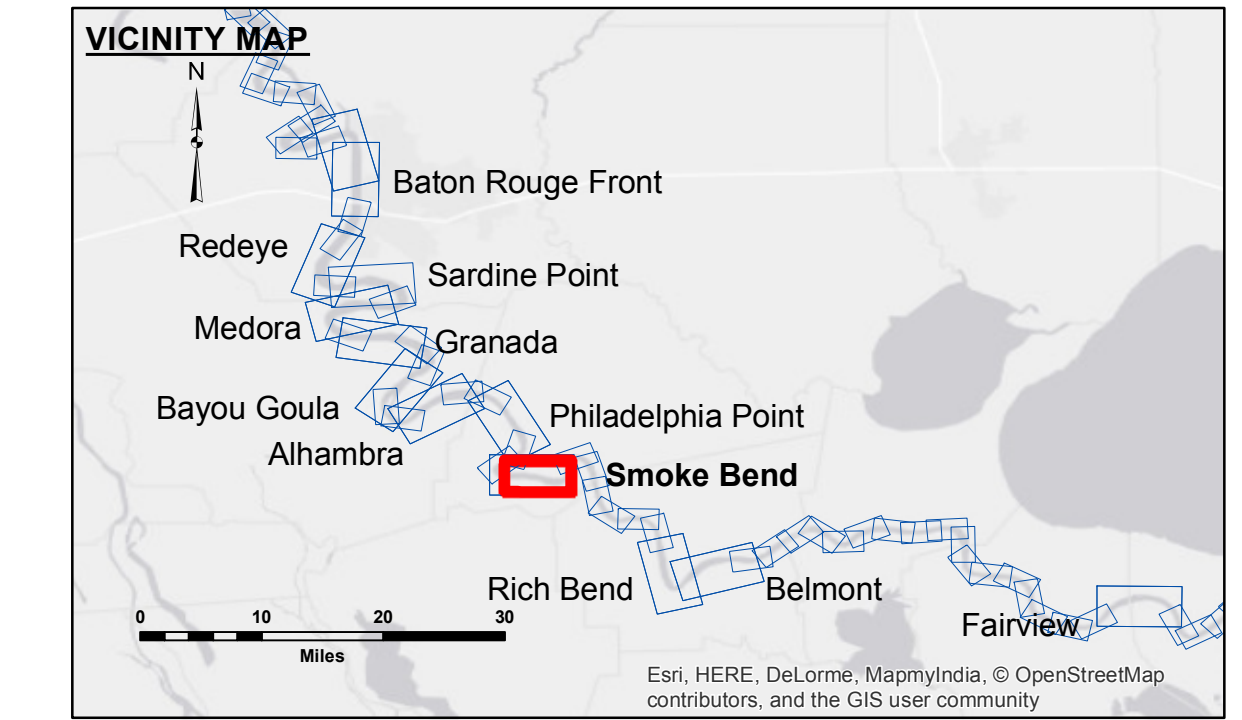 VICINITY MAP
N
Baton Rouge Front
Redeye
Sardine Point
Medora
Granada
Bayou Goula
Philadelphia Point
Alhambra
Smoke Bend
Rich Bend
Belmont
Fairview
0 10 20 30
Miles
Esri, HERE, DeLorme, MapmyIndia, © OpenStreetMap
contributors, and the GIS user community